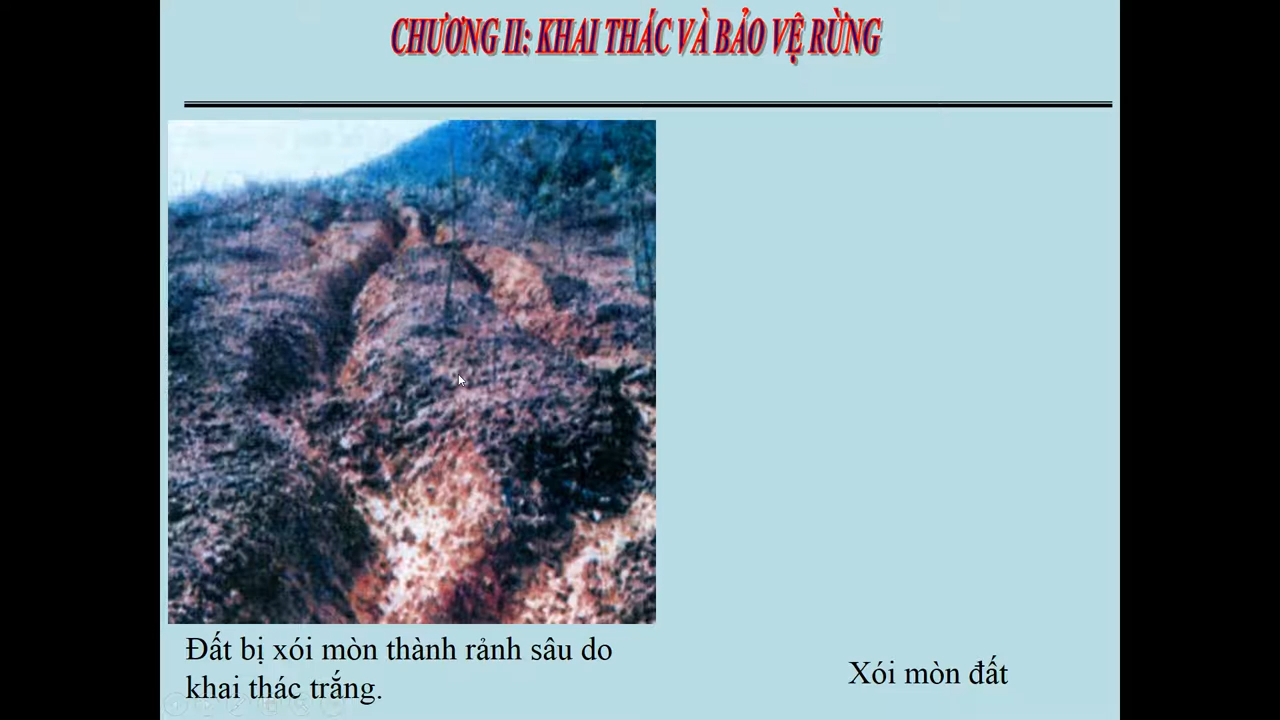 CHƯƠNG II: KHAI THÁC VÀ BẢO VỆ RỪNG
Đất bị xói mòn thành rảnh sâu do
khai thác trắng.
Xói mòn đất